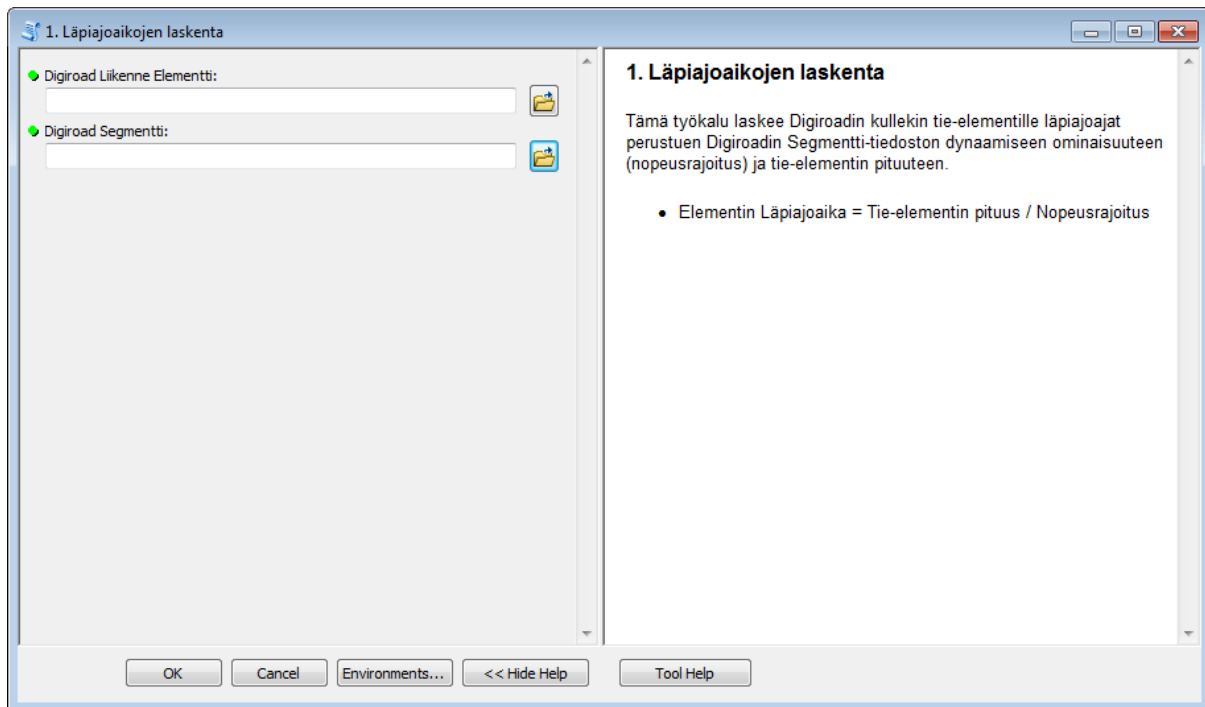 1. Läpiajoaikojen laskenta
Digiroad Liikenne Elementti:
Digiroad Segmentti:
1. Läpiajoaikojen laskenta
Tämä työkalu laskee Digiroadin kullekin tie-elementille läpiajoajat
perustuen Digiroadin Segmentti-tiedoston dynaamiseen ominaisuuteen
(nopeusrajoitus) ja tie-elementin pituuteen.
• Elementin Läpiajoaika = Tie-elementin pituus / Nopeusrajoitus
OK Cancel Environments... << Hide Help Tool Help